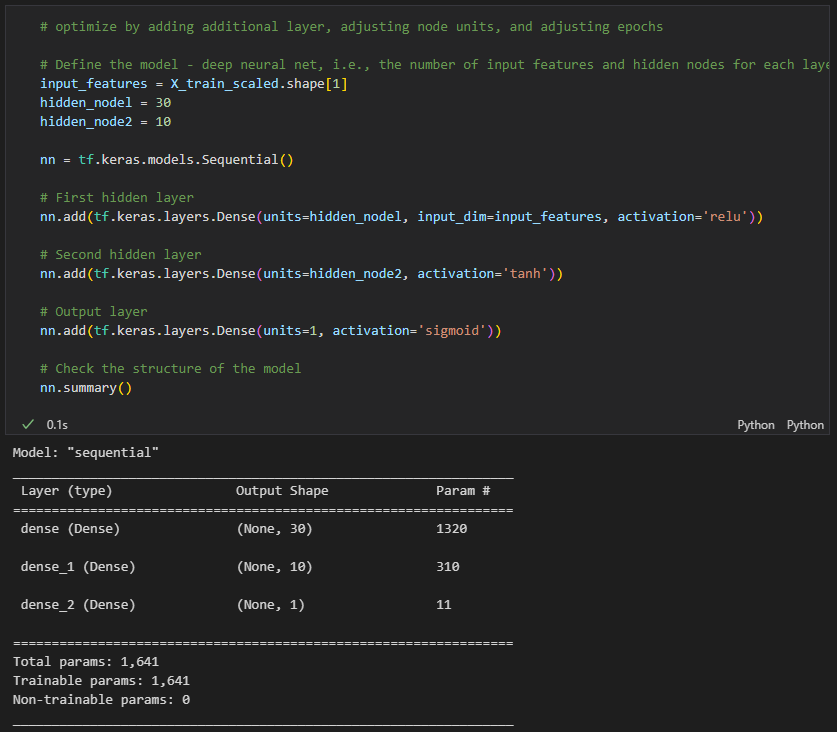 # optimize by adding additional layer, adjusting node units, and adjusting epochs
# Define the model - deep neural net, i.e., the number of input features and hidden nodes for each laye
input_features = X_train_scaled.shape[1]
hidden_nodel = 30
hidden_node2 = 10
nn = tf.keras.models.Sequential()
# First hidden layer
nn.add(tf.keras.layers.Dense(units=hidden_nodel, input_dim=input_features, activation='relu'))
# Second hidden layer
nn.add(tf.keras.layers.Dense(units=hidden_node2, activation='tanh'))
# Output layer
nn.add(tf.keras.layers.Dense(units=1, activation='sigmoid'))
# Check the structure of the model
nn.summary()
✓ 0.1s Python Python
Model: "sequential"
_________________________________________________________________
Layer (type) Output Shape Param #
=================================================================
dense (Dense) (None, 30) 1320
dense_1 (Dense) (None, 10) 310
dense_2 (Dense) (None, 1) 11
=================================================================
Total params: 1,641
Trainable params: 1,641
Non-trainable params: 0
_________________________________________________________________